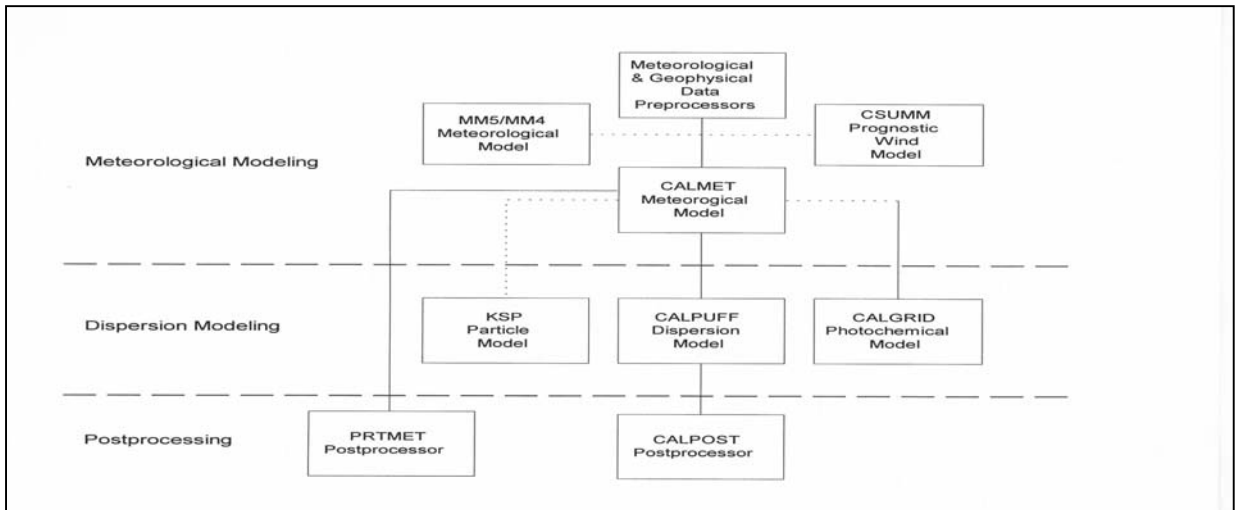 Meteorological
& Geophysical
Data
Preprocessors
MM5/MM4
Meteorological
Model
CSUMM
Prognostic
Wind
Model
Meteorological Modeling
CALMET
Meteorogical
Model
Dispersion Modeling
KSP
Particle
Model
CALPUFF
Dispersion
Model
CALGRID
Photochemical
Model
Postprocessing
PRTMET
Postprocessor
CALPOST
Postprocessor